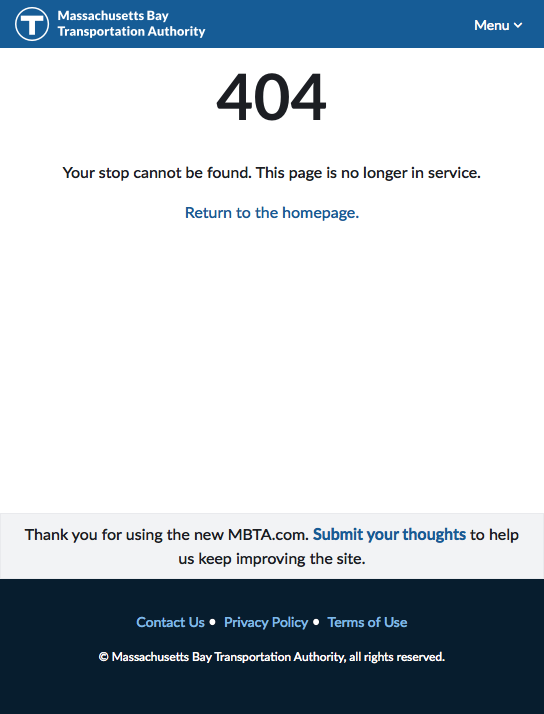 T
Massachusetts Bay
Transportation Authority
Menu
404
Your stop cannot be found. This page is no longer in service.
Return to the homepage.
Thank you for using the new MBTA.com. Submit your thoughts to help
us keep improving the site.
Contact Us • Privacy Policy • Terms of Use
© Massachusetts Bay Transportation Authority, all rights reserved.